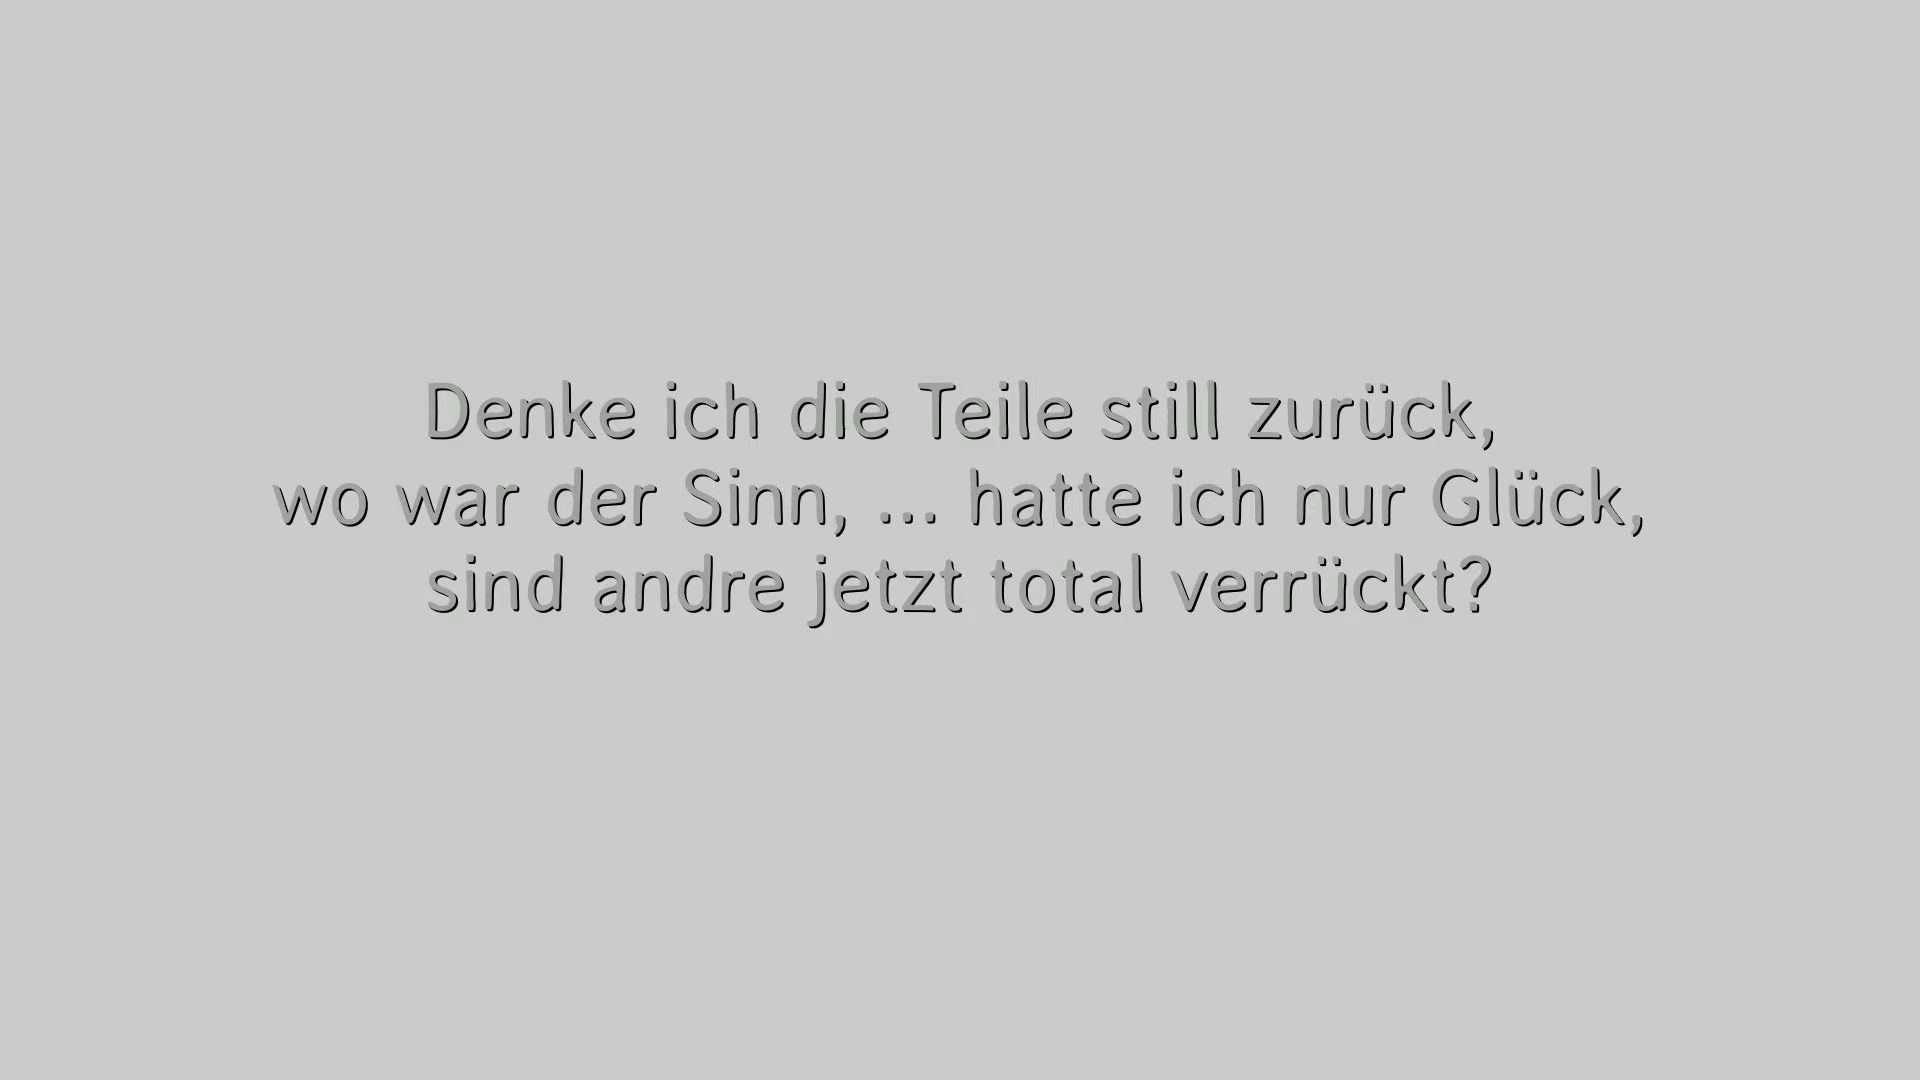 Denke ich die Teile still zurück,
wo war der Sinn, ... hatte ich nur Glück,
sind andre jetzt total verrückt?